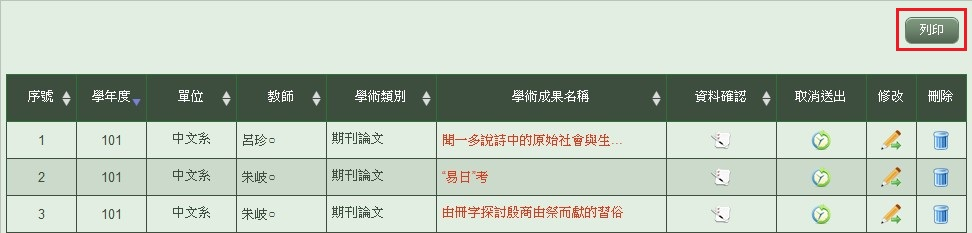 列印
序號 學年度 單位 教師 學術類別 學術成果名稱 資料確認 取消送出 修改 刪除
1 101 中文系 呂珍○ 期刊論文 聞一多說詩中的原始社會與生...
2 101 中文系 朱歧○ 期刊論文 “易日”考
3 101 中文系 朱歧○ 期刊論文 由冊字探討殷商由祭而獻的習俗